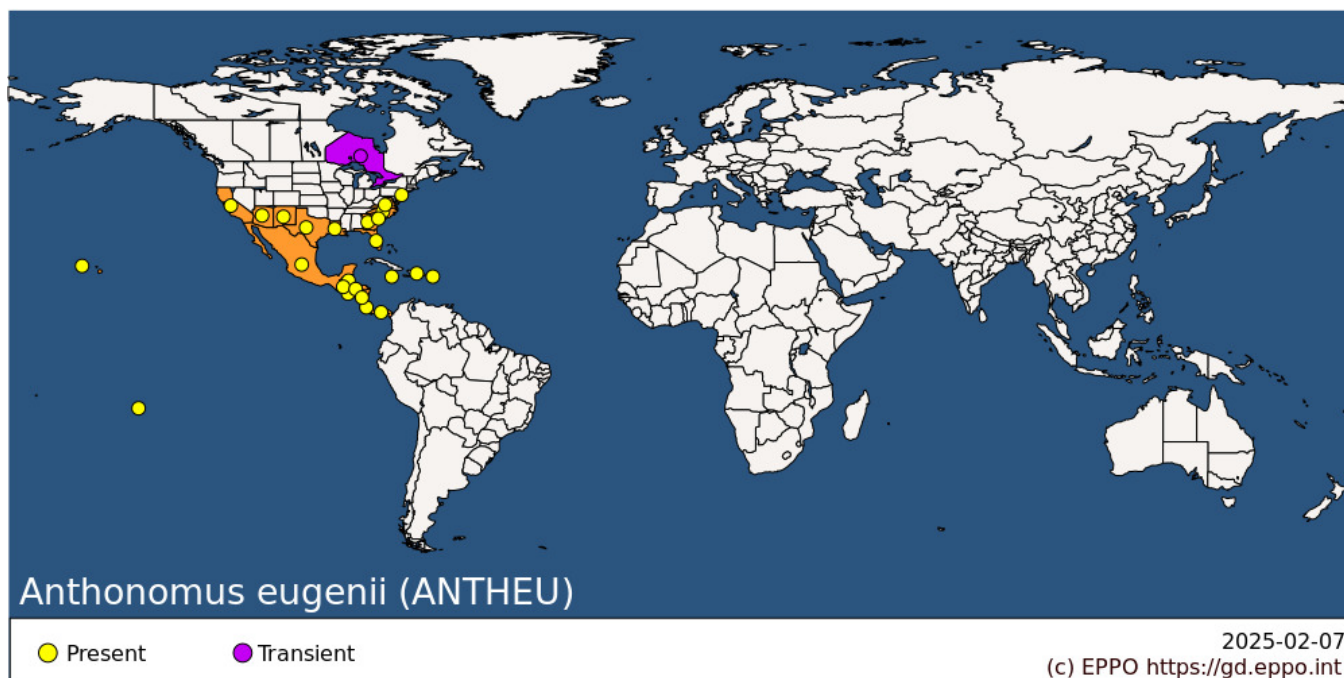 Anthonomus eugenii (ANTHEU)
Present
Transient
2025-02-07
(c) EPPO https://gd.eppo.int